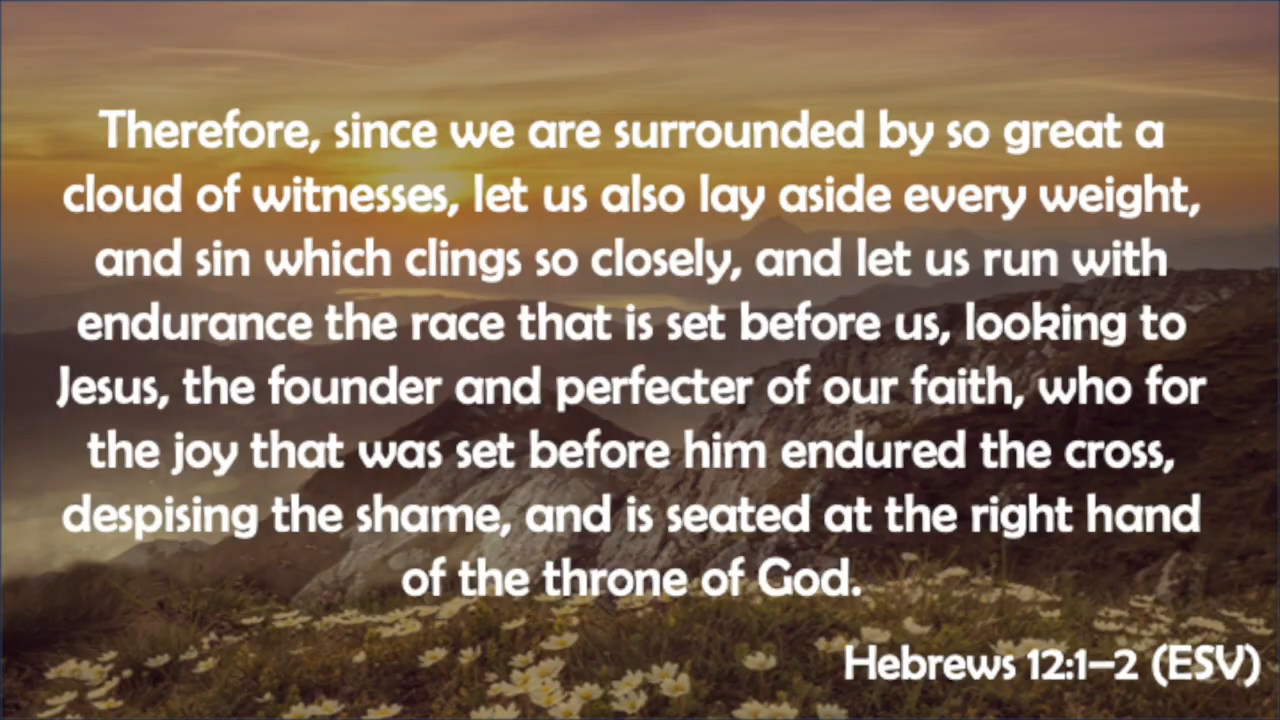 Therefore, since we are surrounded by so great a
cloud of witnesses, let us also lay aside every weight,
and sin which clings so closely, and let us run with
endurance the race that is set before us, looking to
Jesus, the founder and perfecter of our faith, who for
the joy that was set before him endured the cross,
despising the shame, and is seated at the right hand
of the throne of God.
Hebrews 12:1–2 (ESV)